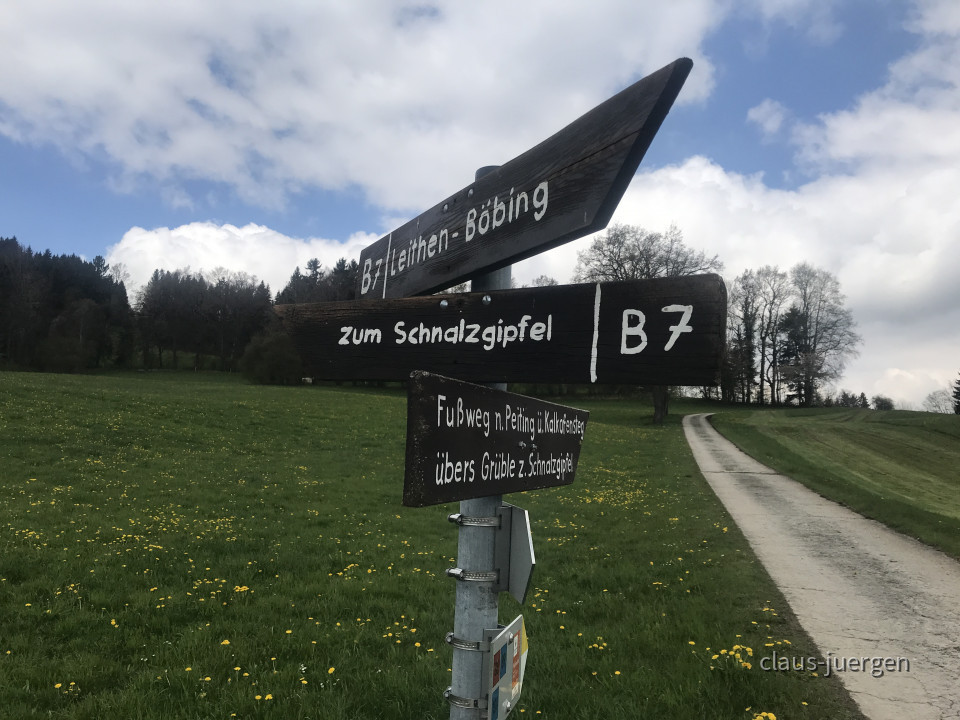 B7 Leithen - Böbing
zum Schnalzgipfel B7
Fußweg n. Peiting ü. Kalkofensteg
übers Grüble z. Schnalzgipfel
claus-juergen